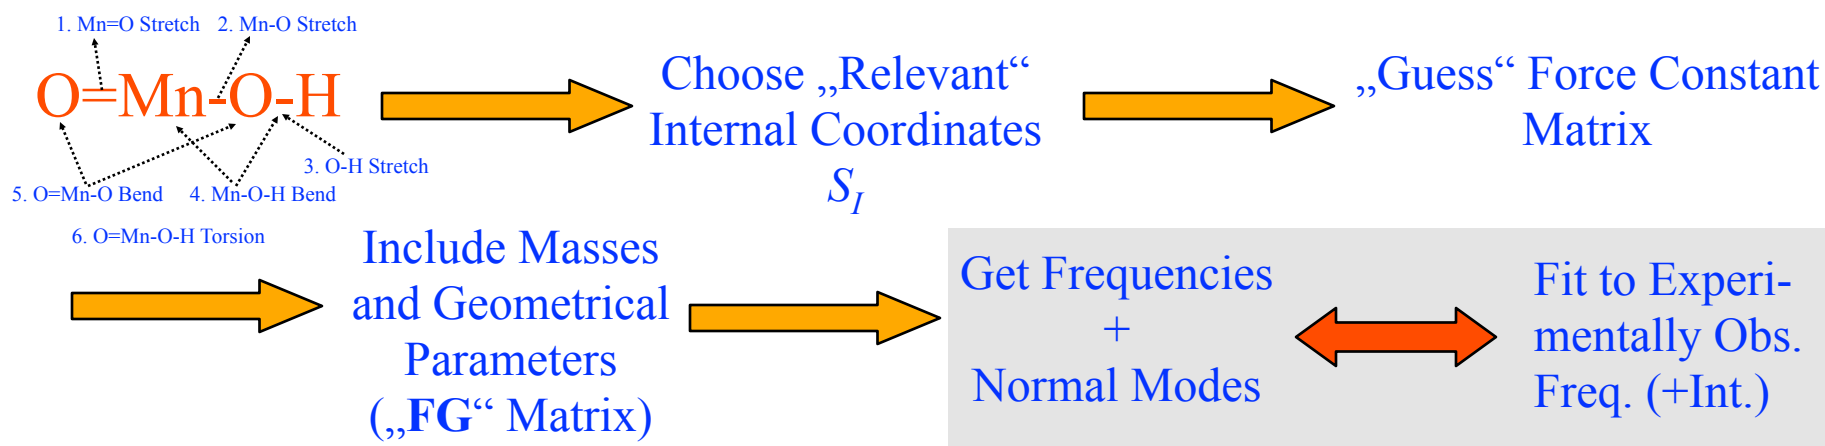 1. Mn=O Stretch
2. Mn-O Stretch
O=Mn-O-H
3. O-H Stretch
5. O=Mn-O Bend
4. Mn-O-H Bend
6. O=Mn-O-H Torsion
Choose „Relevant“
Internal Coordinates
S_I
„Guess“ Force Constant
Matrix
Include Masses
and Geometrical
Parameters
(„FG“ Matrix)
Get Frequencies
+
Normal Modes
Fit to Experi-
mentally Obs.
Freq. (+Int.)